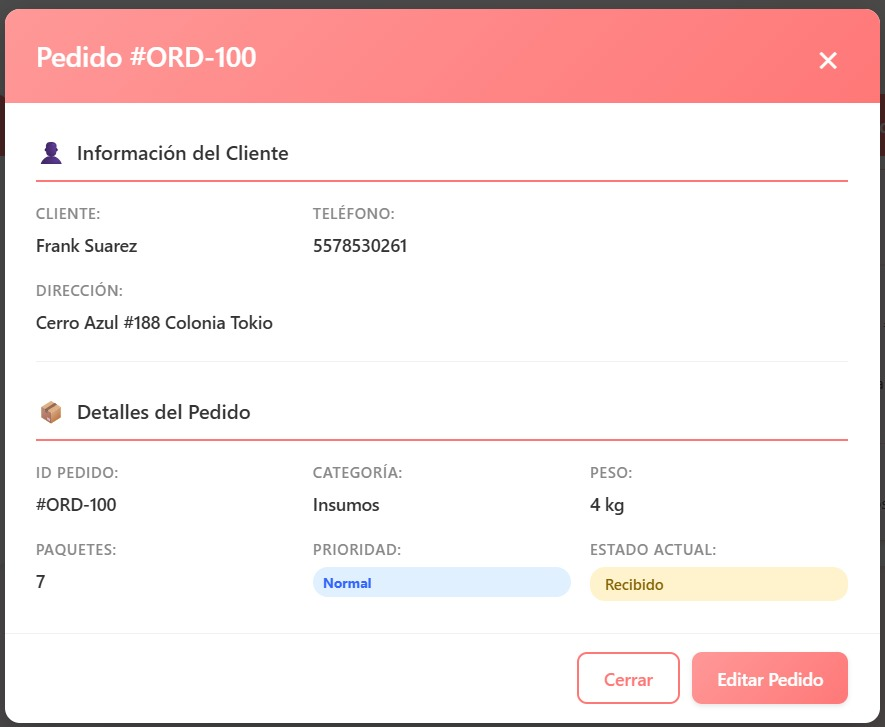 Pedido #ORD-100
Información del Cliente
CLIENTE: TELÉFONO:
Frank Suarez 5578530261
DIRECCIÓN:
Cerro Azul #188 Colonia Tokio
Detalles del Pedido
ID PEDIDO: CATEGORÍA: PESO:
#ORD-100 Insumos 4 kg
PAQUETES: PRIORIDAD: ESTADO ACTUAL:
7 Normal Recibido
Cerrar Editar Pedido